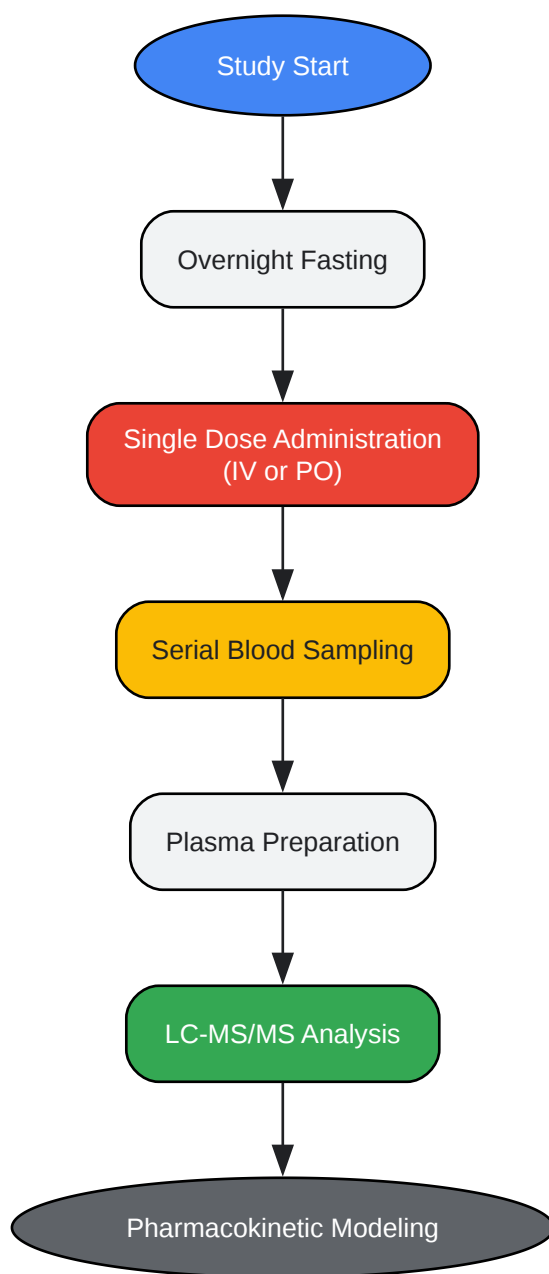 Study Start
Overnight Fasting
Single Dose Administration
(IV or PO)
Serial Blood Sampling
Plasma Preparation
LC-MS/MS Analysis
Pharmacokinetic Modeling